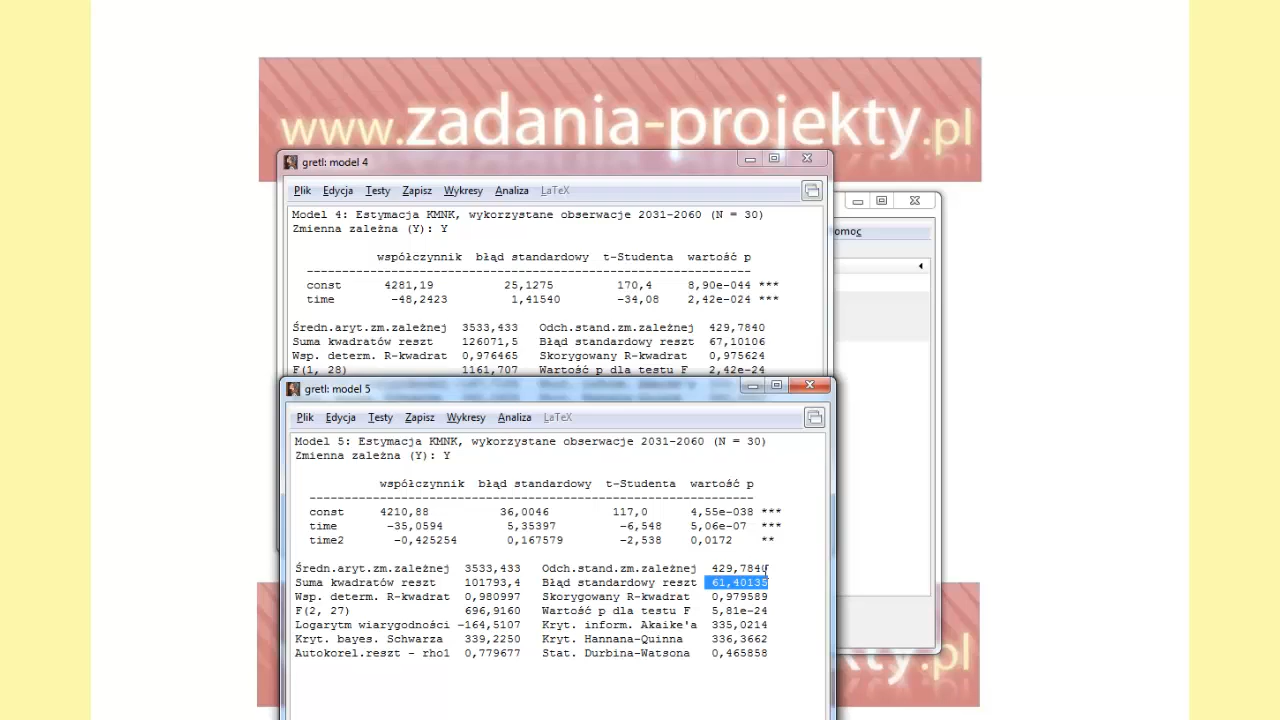 www.zadania-projekty.pl
gretl: model 4
Plik Edycja Testy Zapisz Wykresy Analiza LaTeX
omoc
Model 4: Estymacja KMNK, wykorzystane obserwacje 2031-2060 (N = 30)
Zmienna zależna (Y): Y
współczynnik błąd standardowy t-Studenta wartość p
const 4281,19 25,1275 170,4 8,90e-044 ***
time -48,2423 1,41540 -34,08 2,42e-024 ***
Średn.aryt.zm.zależnej 3533,433 Odch.stand.zm.zależnej 429,7840
Suma kwadratów reszt 126071,5 Błąd standardowy reszt 67,10106
Wsp. determ. R-kwadrat 0,976465 Skorygowany R-kwadrat 0,975624
F(1, 28) 1161,707 Wartość p dla testu F 2,42e-24
gretl: model 5
Plik Edycja Testy Zapisz Wykresy Analiza LaTeX
Model 5: Estymacja KMNK, wykorzystane obserwacje 2031-2060 (N = 30)
Zmienna zależna (Y): Y
współczynnik błąd standardowy t-Studenta wartość p
const 4210,88 36,0046 117,0 4,55e-038 ***
time -35,0594 5,35397 -6,548 5,06e-07 ***
time2 -0,425254 0,167579 -2,538 0,0172 **
Średn.aryt.zm.zależnej 3533,433 Odch.stand.zm.zależnej 429,7840
Suma kwadratów reszt 101793,4 Błąd standardowy reszt 61,40135
Wsp. determ. R-kwadrat 0,980997 Skorygowany R-kwadrat 0,979589
F(2, 27) 696,9160 Wartość p dla testu F 5,81e-24
Logarytm wiarygodności -164,5107 Kryt. inform. Akaike'a 335,0214
Kryt. bayes. Schwarza 339,2250 Kryt. Hannana-Quinna 336,3662
Autokorel.reszt - rho1 0,779677 Stat. Durbina-Watsona 0,465858
ojekty.pl